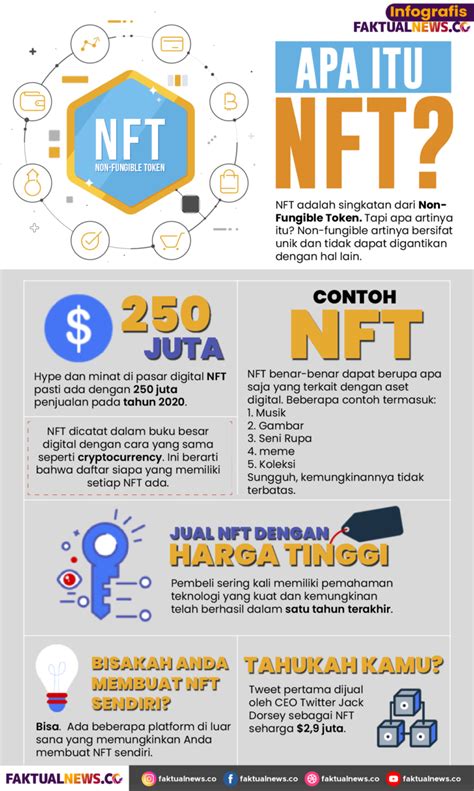 Infografis
FAKTUALNEWS.CO
NFT
NON-FUNGIBLE TOKEN
APA ITU
NFT?
NFT adalah singkatan dari Non-
Fungible Token. Tapi apa artinya
itu? Non-fungible artinya bersifat
unik dan tidak dapat digantikan
dengan hal lain.
$
250
JUTA
Hype dan minat di pasar digital NFT
pasti ada dengan 250 juta
penjualan pada tahun 2020.
NFT dicatat dalam buku besar
digital dengan cara yang sama
seperti cryptocurrency. Ini berarti
bahwa daftar siapa yang memiliki
setiap NFT ada.
CONTOH
NFT
NFT benar-benar dapat berupa apa
saja yang terkait dengan aset
digital. Beberapa contoh termasuk:
1. Musik
2. Gambar
3. Seni Rupa
4. meme
5. Koleksi
Sungguh, kemungkinannya tidak
terbatas.
JUAL NFT DENGAN
HARGA TINGGI
Pembeli sering kali memiliki pemahaman
teknologi yang kuat dan kemungkinan
telah berhasil dalam satu tahun terakhir.
BISAKAH ANDA
MEMBUAT NFT
SENDIRI?
Bisa. Ada beberapa platform di luar
sana yang memungkinkan Anda
membuat NFT sendiri.
TAHUKAH KAMU?
Tweet pertama dijual
oleh CEO Twitter Jack
Dorsey sebagai NFT
seharga $2,9 juta.
FAKTUALNEWS.CO
faktualnews.co
faktualnews.co
faktualnews.co
faktualnews.co